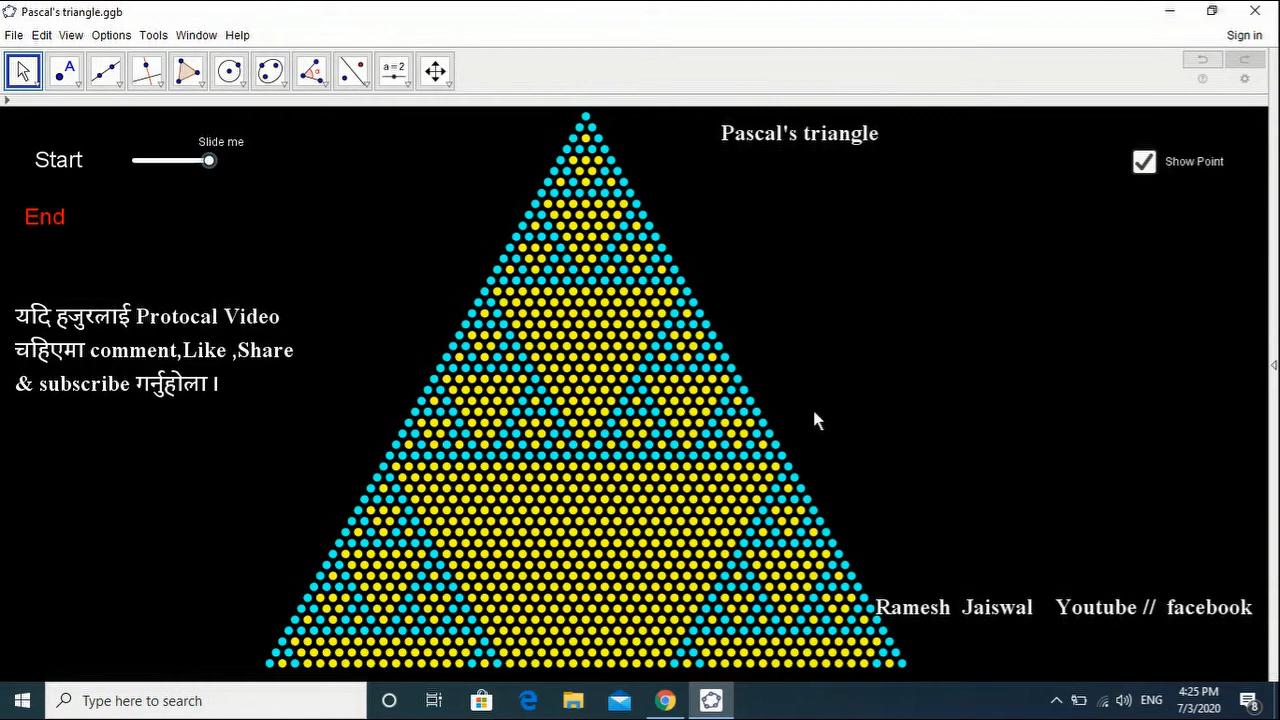 Pascal's triangle.ggb
File Edit View Options Tools Window Help
Sign in
A
α
a = 2
Pascal's triangle
Slide me
Start
Show Point
End
यदि हजुरलाई Protocal Video
चहिएमा comment,Like ,Share
& subscribe गर्नुहोला ।
Ramesh Jaiswal Youtube // facebook
Type here to search
ENG
4:25 PM
7/3/2020
8